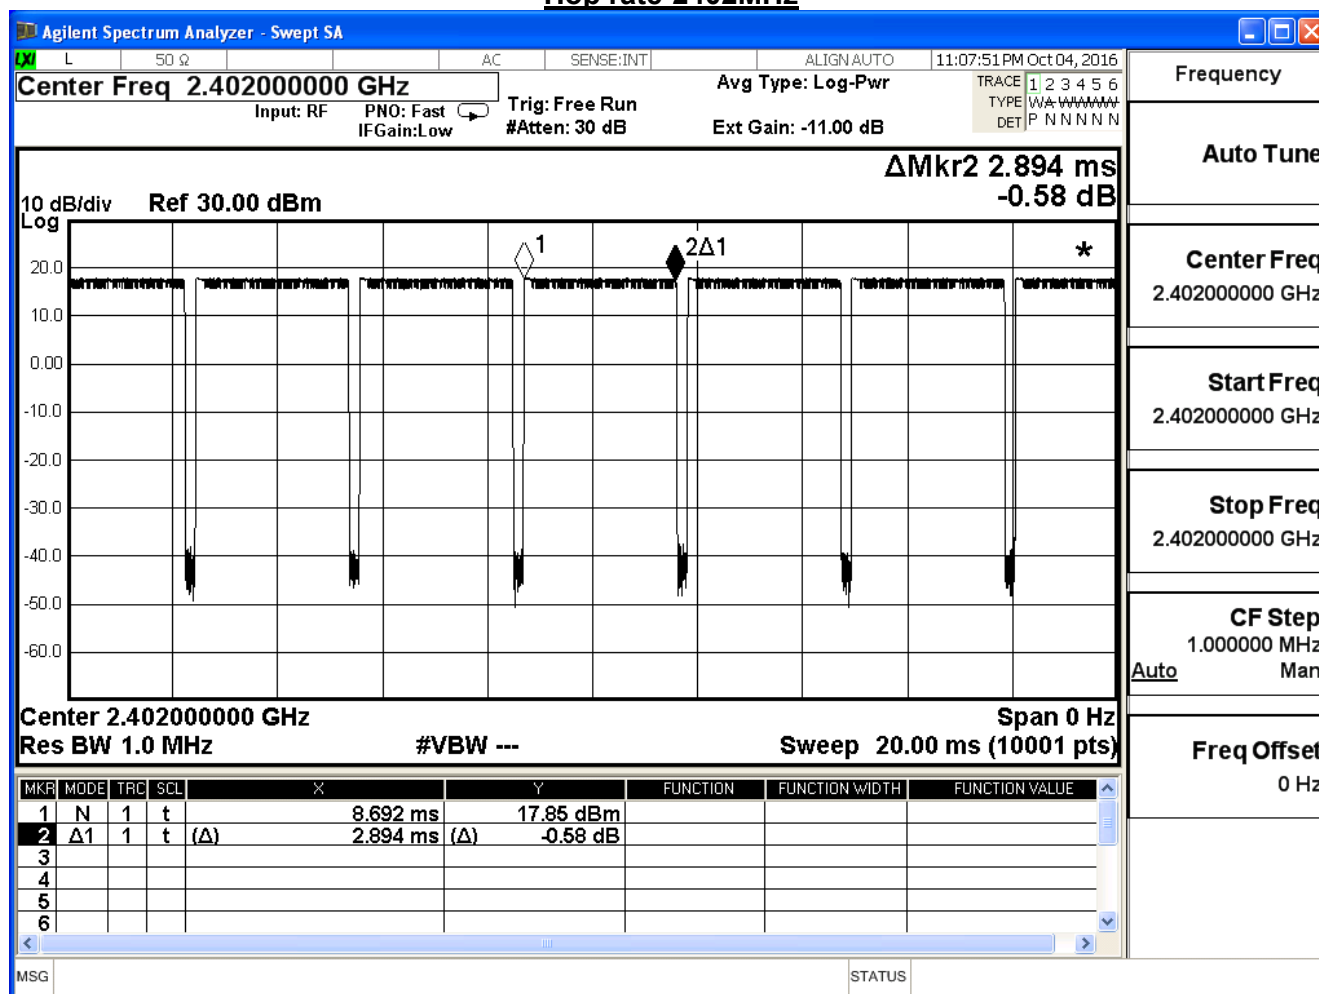 Hop rate 2402MHz
Agilent Spectrum Analyzer - Swept SA
LXI L 50 Ω AC SENSE:INT ALIGN AUTO 11:07:51 PM Oct 04, 2016
Center Freq 2.402000000 GHz
Input: RF PNO: Fast IFGain:Low
Trig: Free Run
#Atten: 30 dB
Avg Type: Log-Pwr
Ext Gain: -11.00 dB
TRACE 1 2 3 4 5 6
TYPE
DET P N N N N N
ΔMkr2 2.894 ms
-0.58 dB
10 dB/div Ref 30.00 dBm
Log
1
2Δ1
*
20.0
10.0
0.00
-10.0
-20.0
-30.0
-40.0
-50.0
-60.0
Center 2.402000000 GHz Span 0 Hz
Res BW 1.0 MHz #VBW --- Sweep 20.00 ms (10001 pts)
MKR MODE TRC SCL X Y FUNCTION FUNCTION WIDTH FUNCTION VALUE
1 N 1 t 8.692 ms 17.85 dBm
2 Δ1 1 t (Δ) 2.894 ms (Δ) -0.58 dB
3
4
5
6
MSG STATUS
Frequency
Auto Tune
Center Freq
2.402000000 GHz
Start Freq
2.402000000 GHz
Stop Freq
2.402000000 GHz
CF Step
1.000000 MHz
Auto Man
Freq Offset
0 Hz